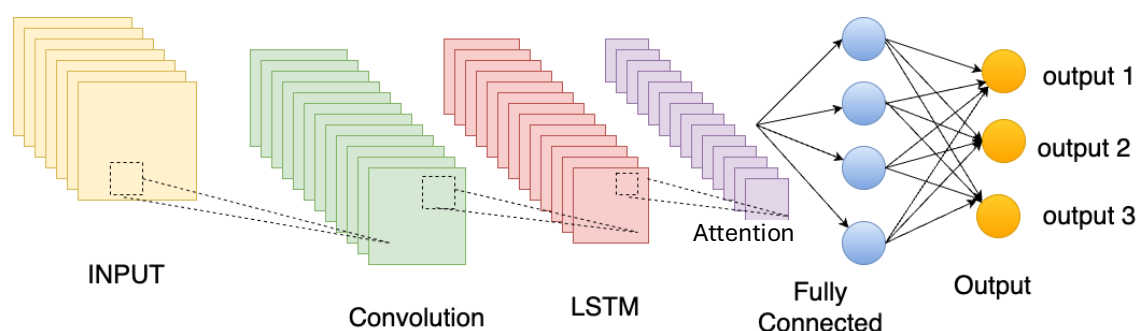 INPUT
Convolution
LSTM
Attention
Fully
Connected
Output
output 1
output 2
output 3